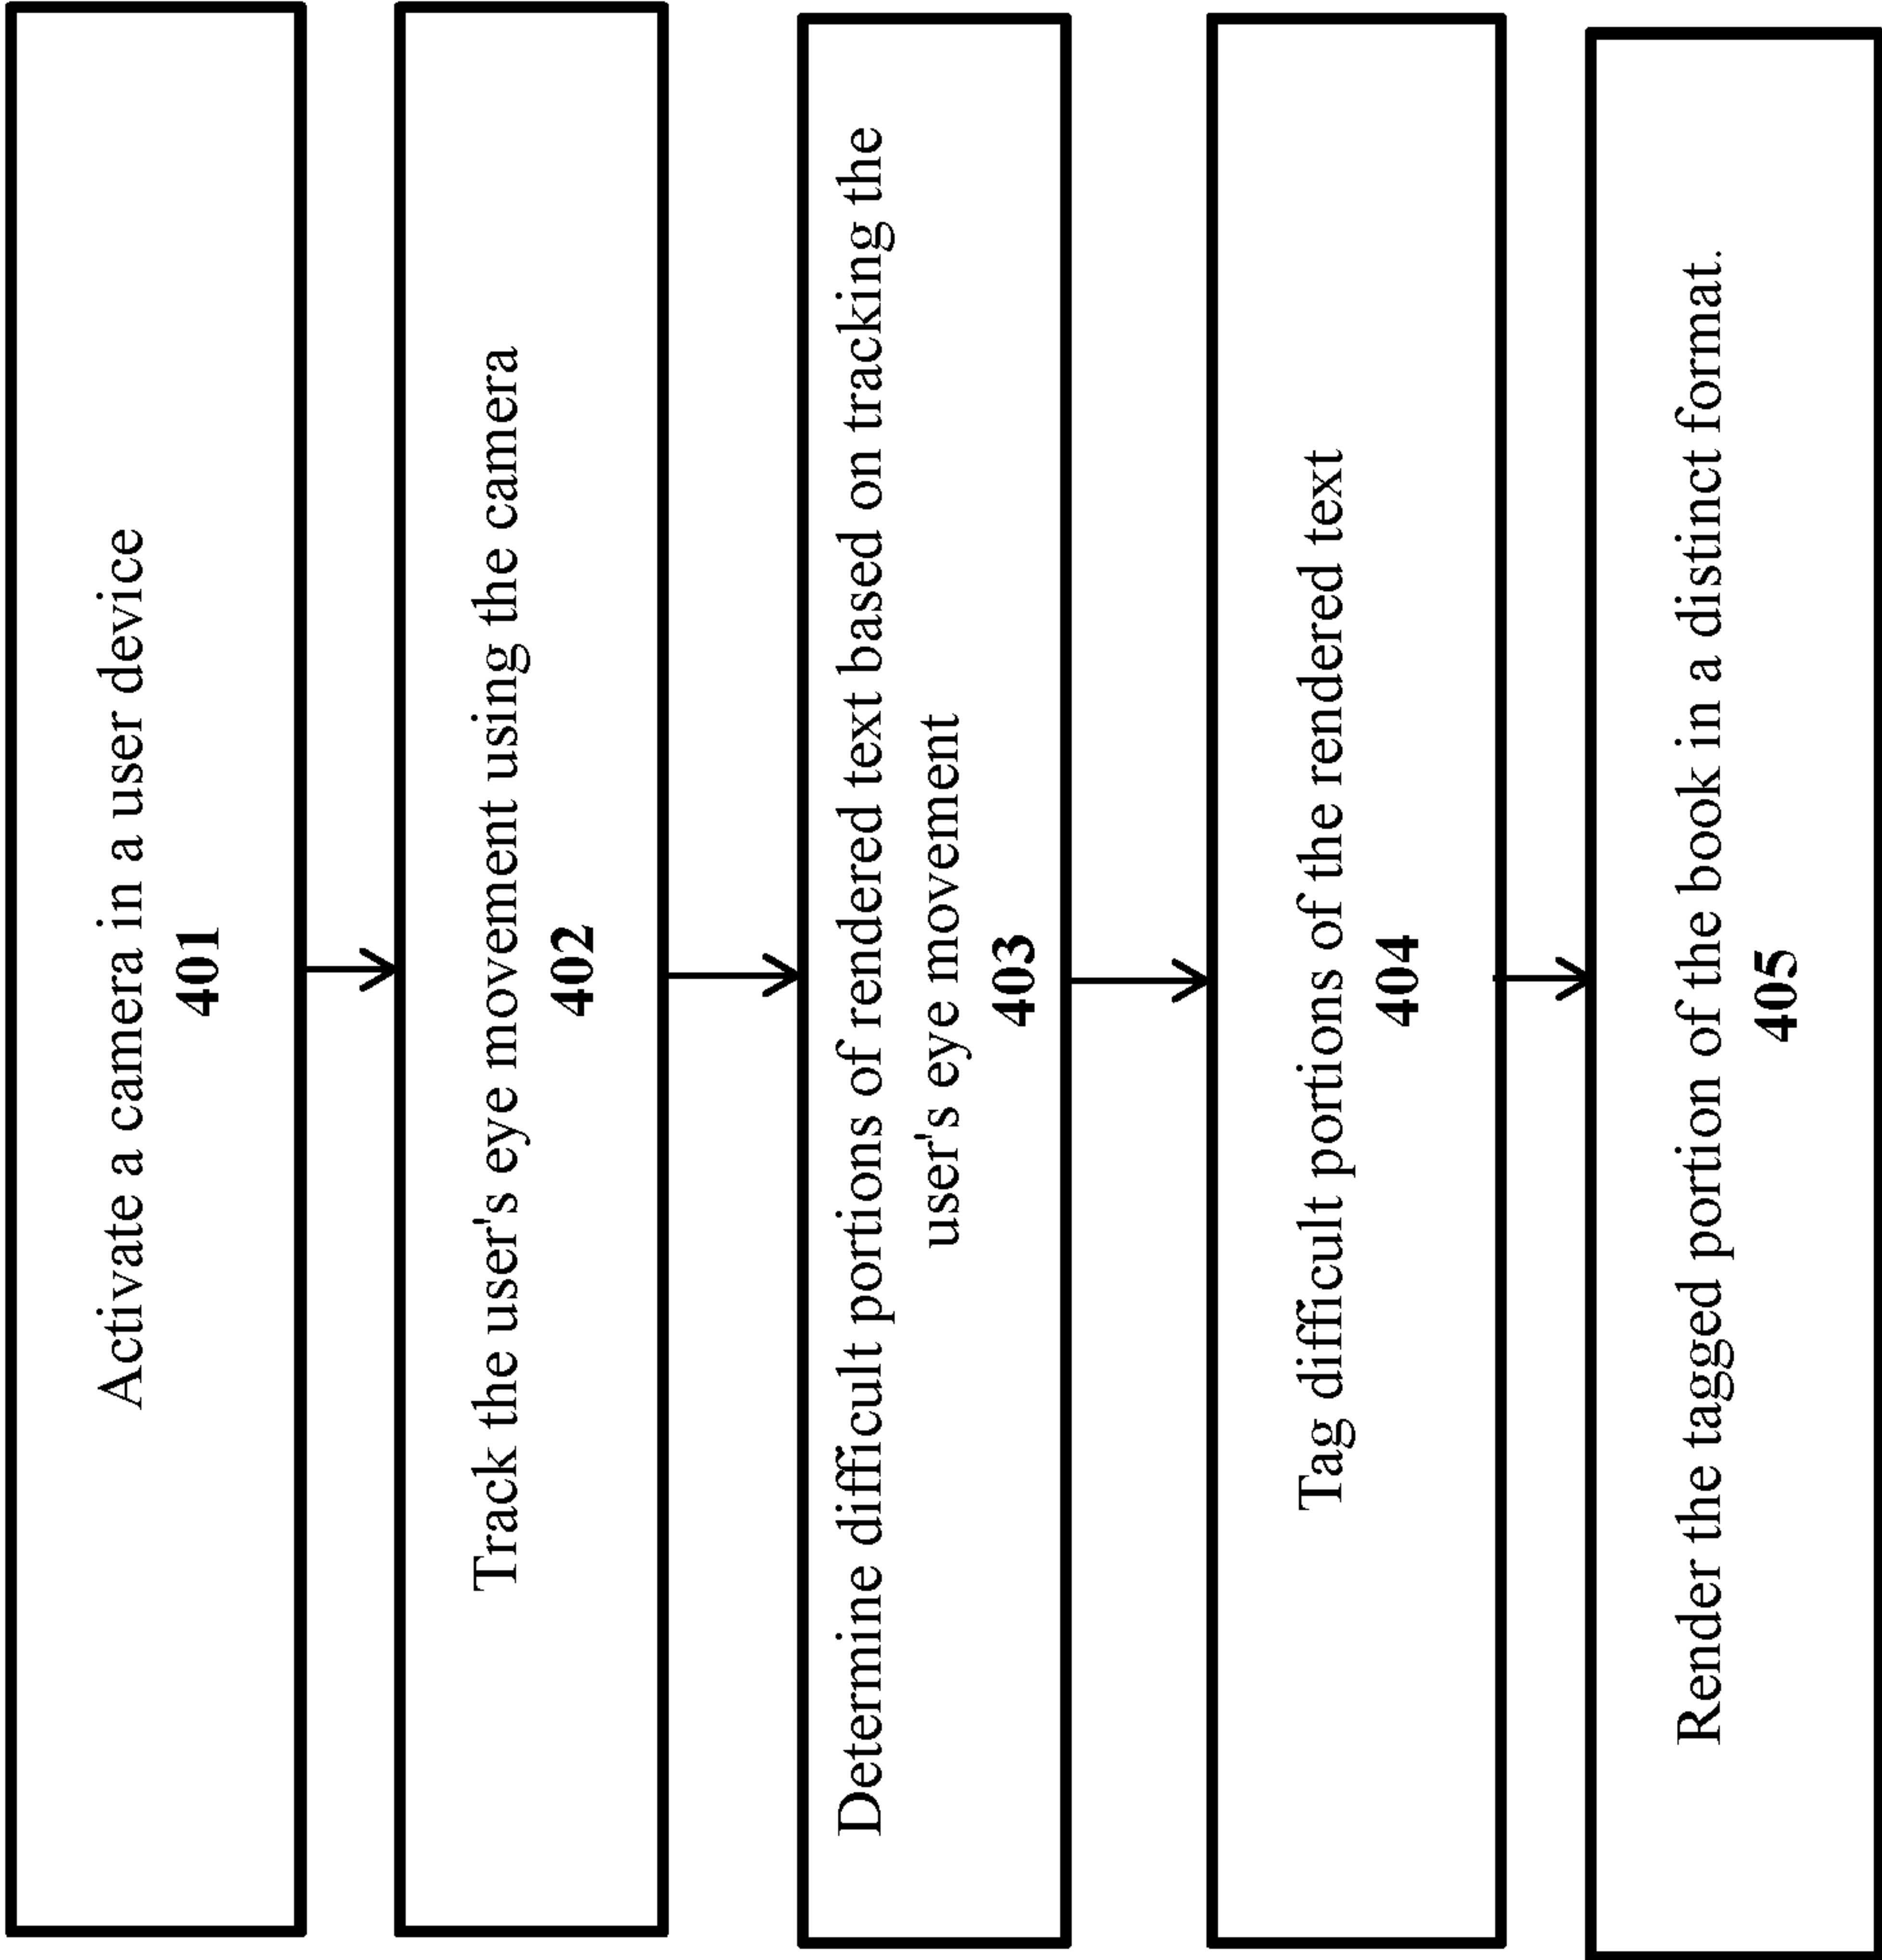 Activate a camera in a user device
401
Track the user's eye movement using the camera
402
Determine difficult portions of rendered text based on tracking the
user's eye movement
403
Tag difficult portions of the rendered text
404
Render the tagged portion of the book in a distinct format.
405